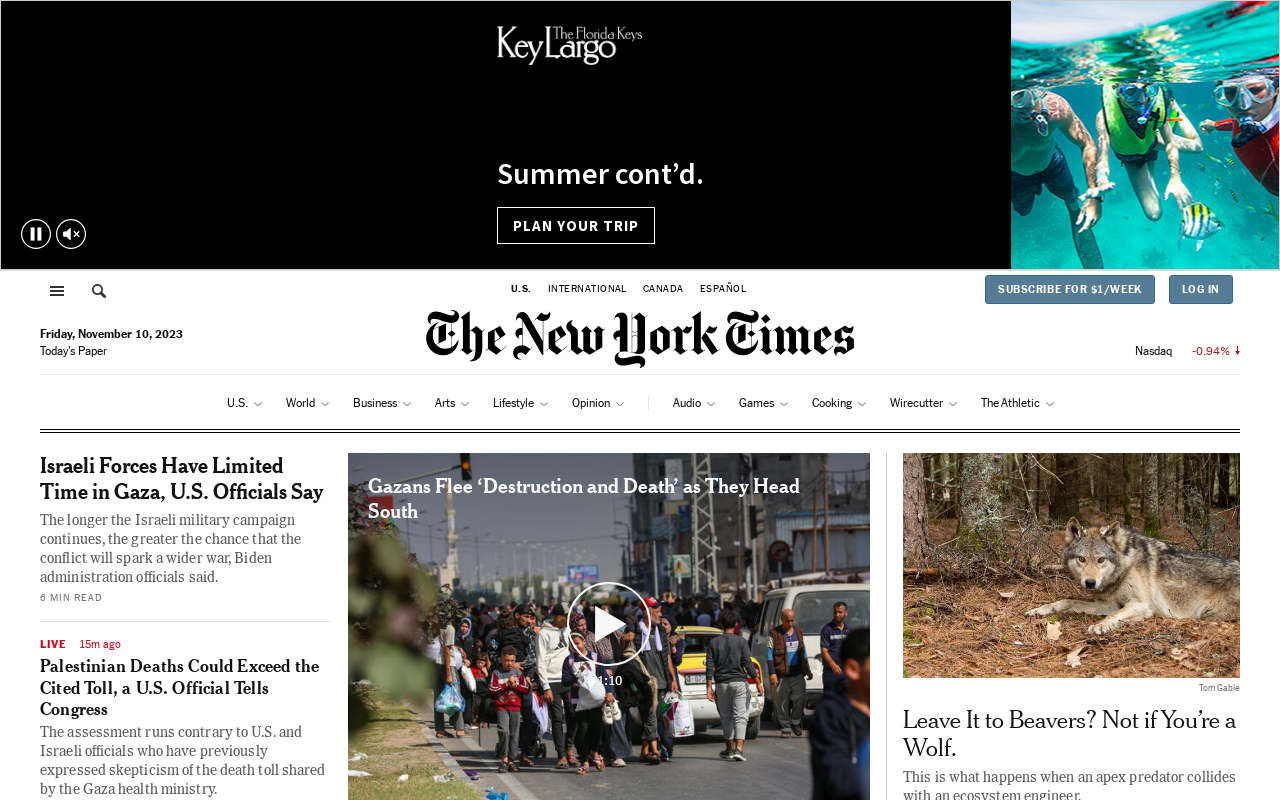 The Florida Keys
Key Largo
Summer cont’d.
PLAN YOUR TRIP
U.S. INTERNATIONAL CANADA ESPAÑOL
SUBSCRIBE FOR $1/WEEK LOG IN
Friday, November 10, 2023
Today’s Paper
The New York Times
Nasdaq -0.94%
U.S. World Business Arts Lifestyle Opinion Audio Games Cooking Wirecutter The Athletic
Israeli Forces Have Limited
Time in Gaza, U.S. Officials Say
The longer the Israeli military campaign
continues, the greater the chance that the
conflict will spark a wider war, Biden
administration officials said.
6 MIN READ
LIVE 15m ago
Palestinian Deaths Could Exceed the
Cited Toll, a U.S. Official Tells
Congress
The assessment runs contrary to U.S. and
Israeli officials who have previously
expressed skepticism of the death toll shared
by the Gaza health ministry.
Gazans Flee ‘Destruction and Death’ as They Head
South
1:10
Tom Gable
Leave It to Beavers? Not if You’re a
Wolf.
This is what happens when an apex predator collides
with an ecosystem engineer.